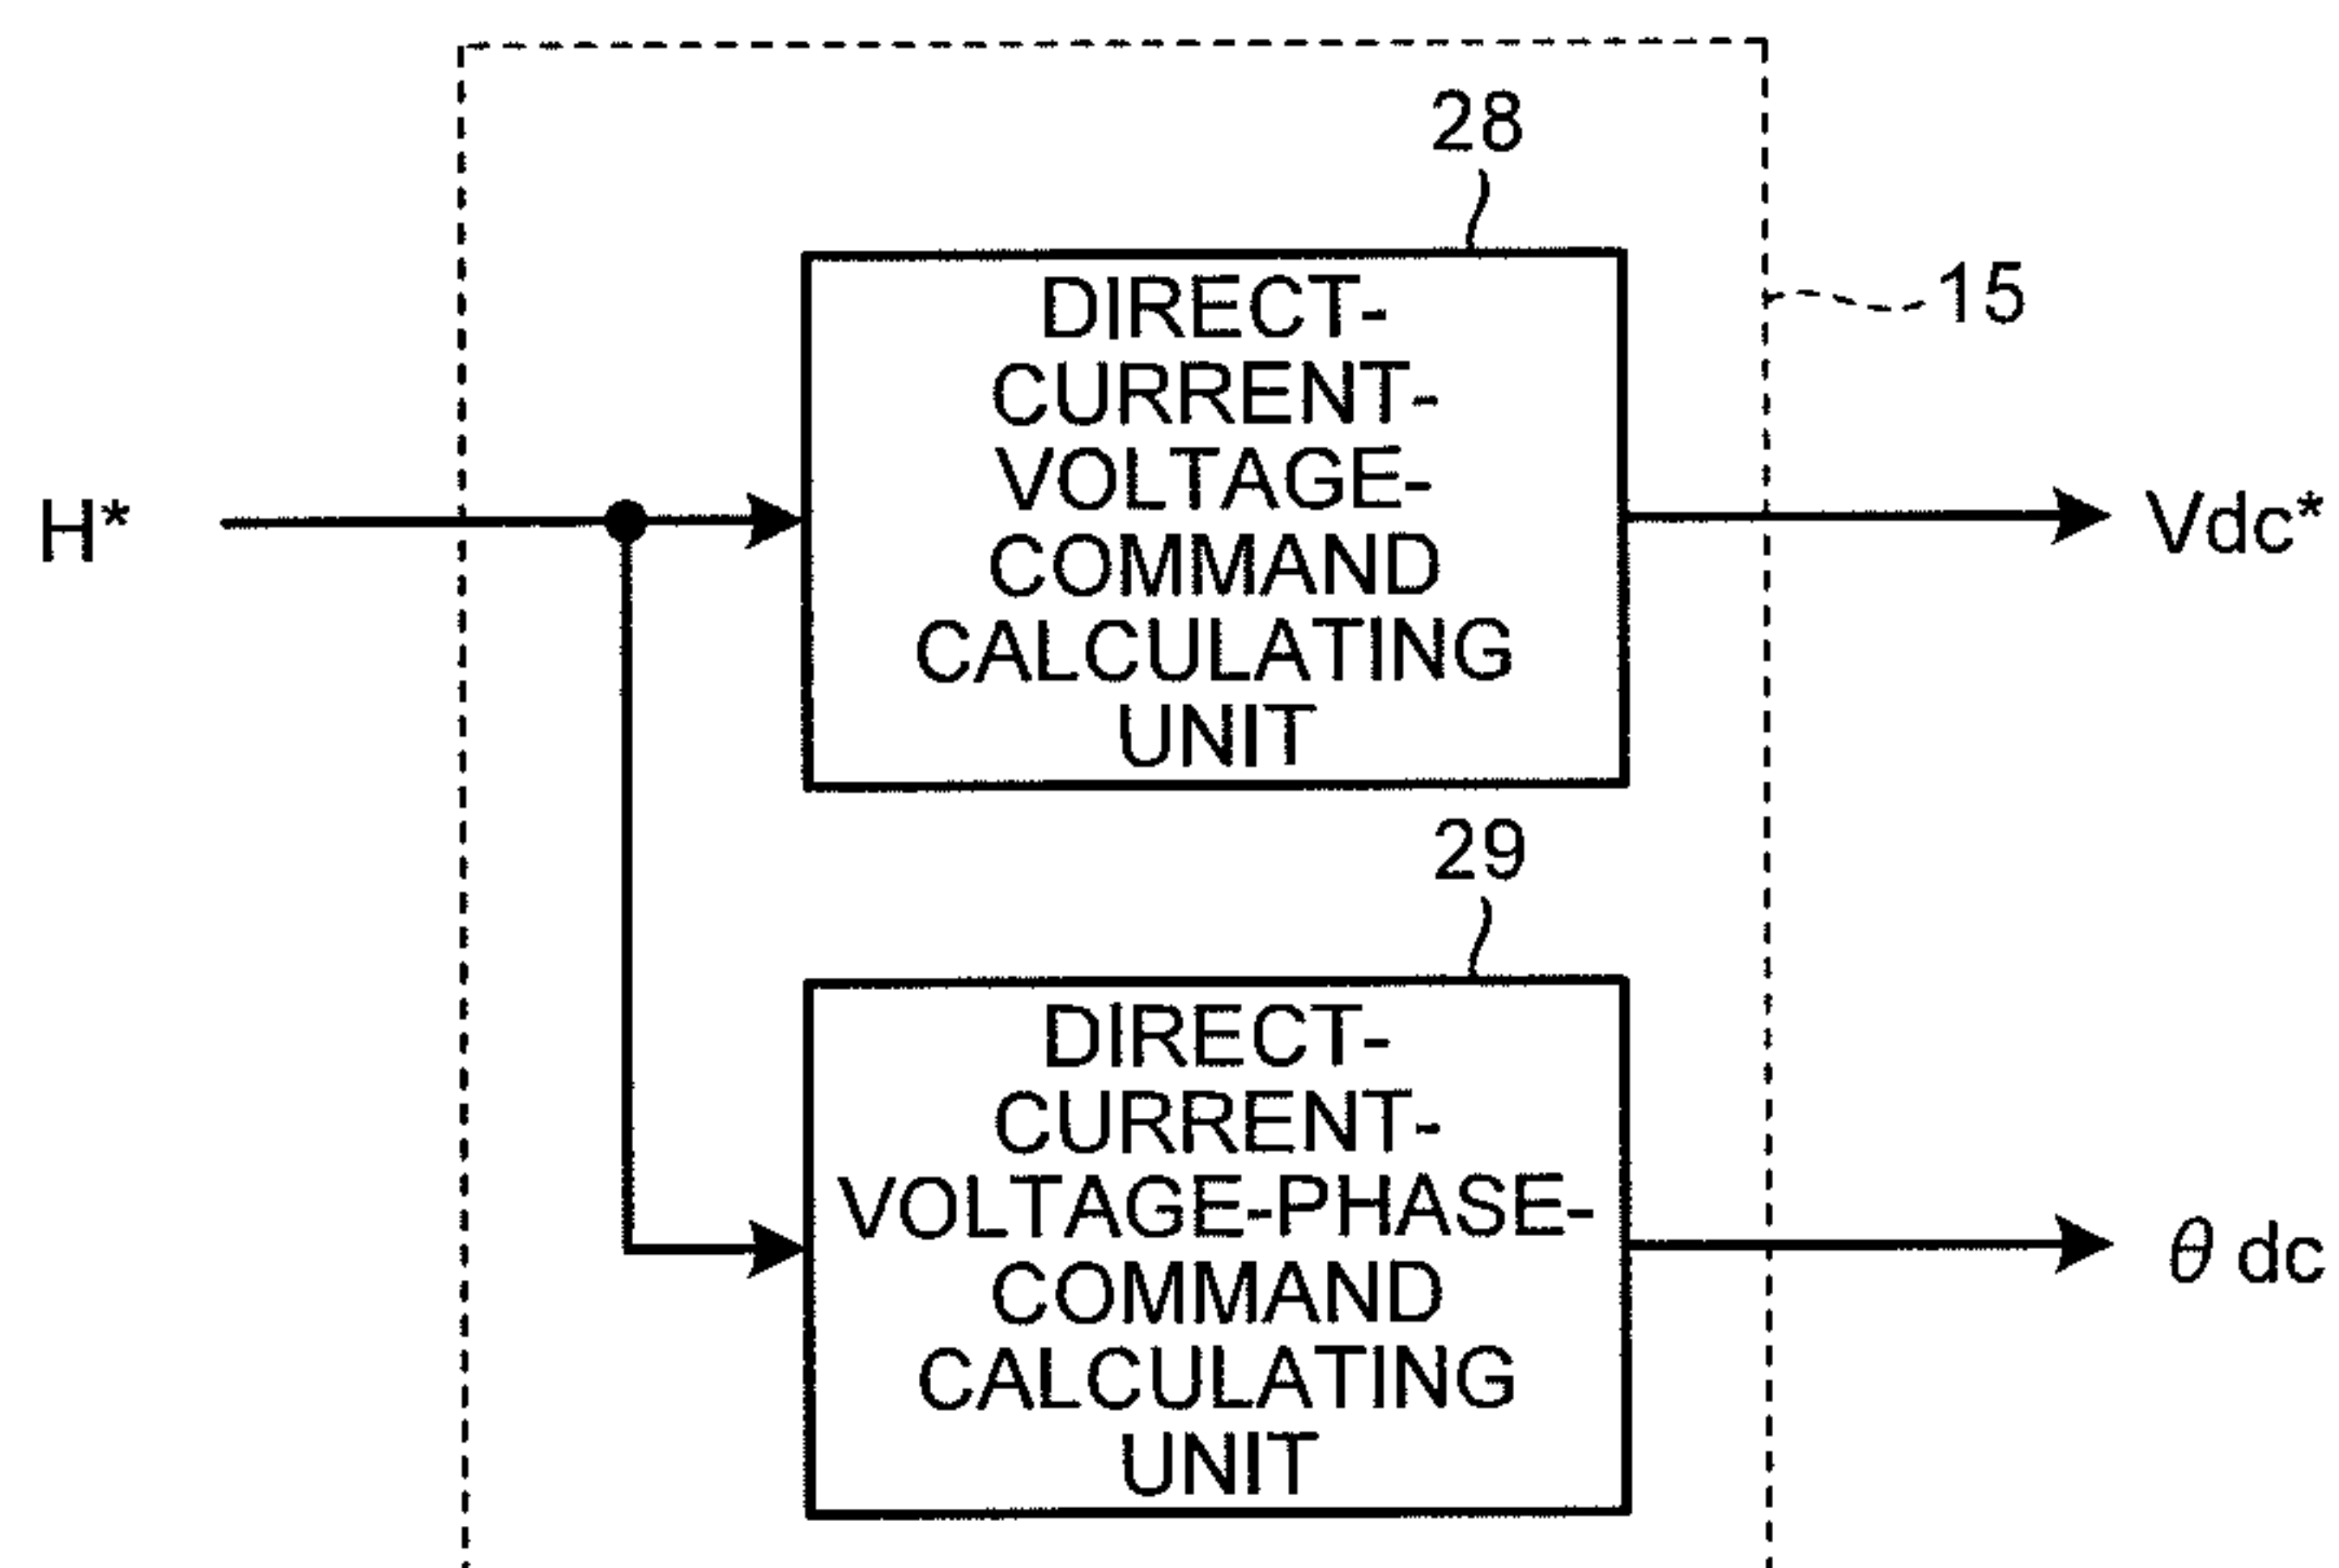 28
15
DIRECT-
CURRENT-
VOLTAGE-
COMMAND
CALCULATING
UNIT
H*
Vdc*
29
DIRECT-
CURRENT-
VOLTAGE-PHASE-
COMMAND
CALCULATING
UNIT
θ dc